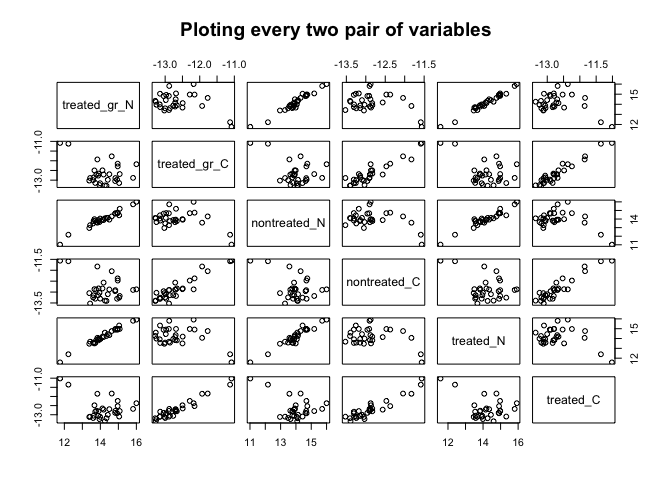 Ploting every two pair of variables
-13.0 -12.0 -11.0 -13.5 -12.5 -11.5 -13.0 -11.5
treated_gr_N 12 15
-13.0 -11.0 treated_gr_C
nontreated_N 11 14
-13.5 -11.5 nontreated_C
treated_N 12 15
-13.0 -11.0 treated_C
12 13 14 15 16 11 13 15 12 14 16